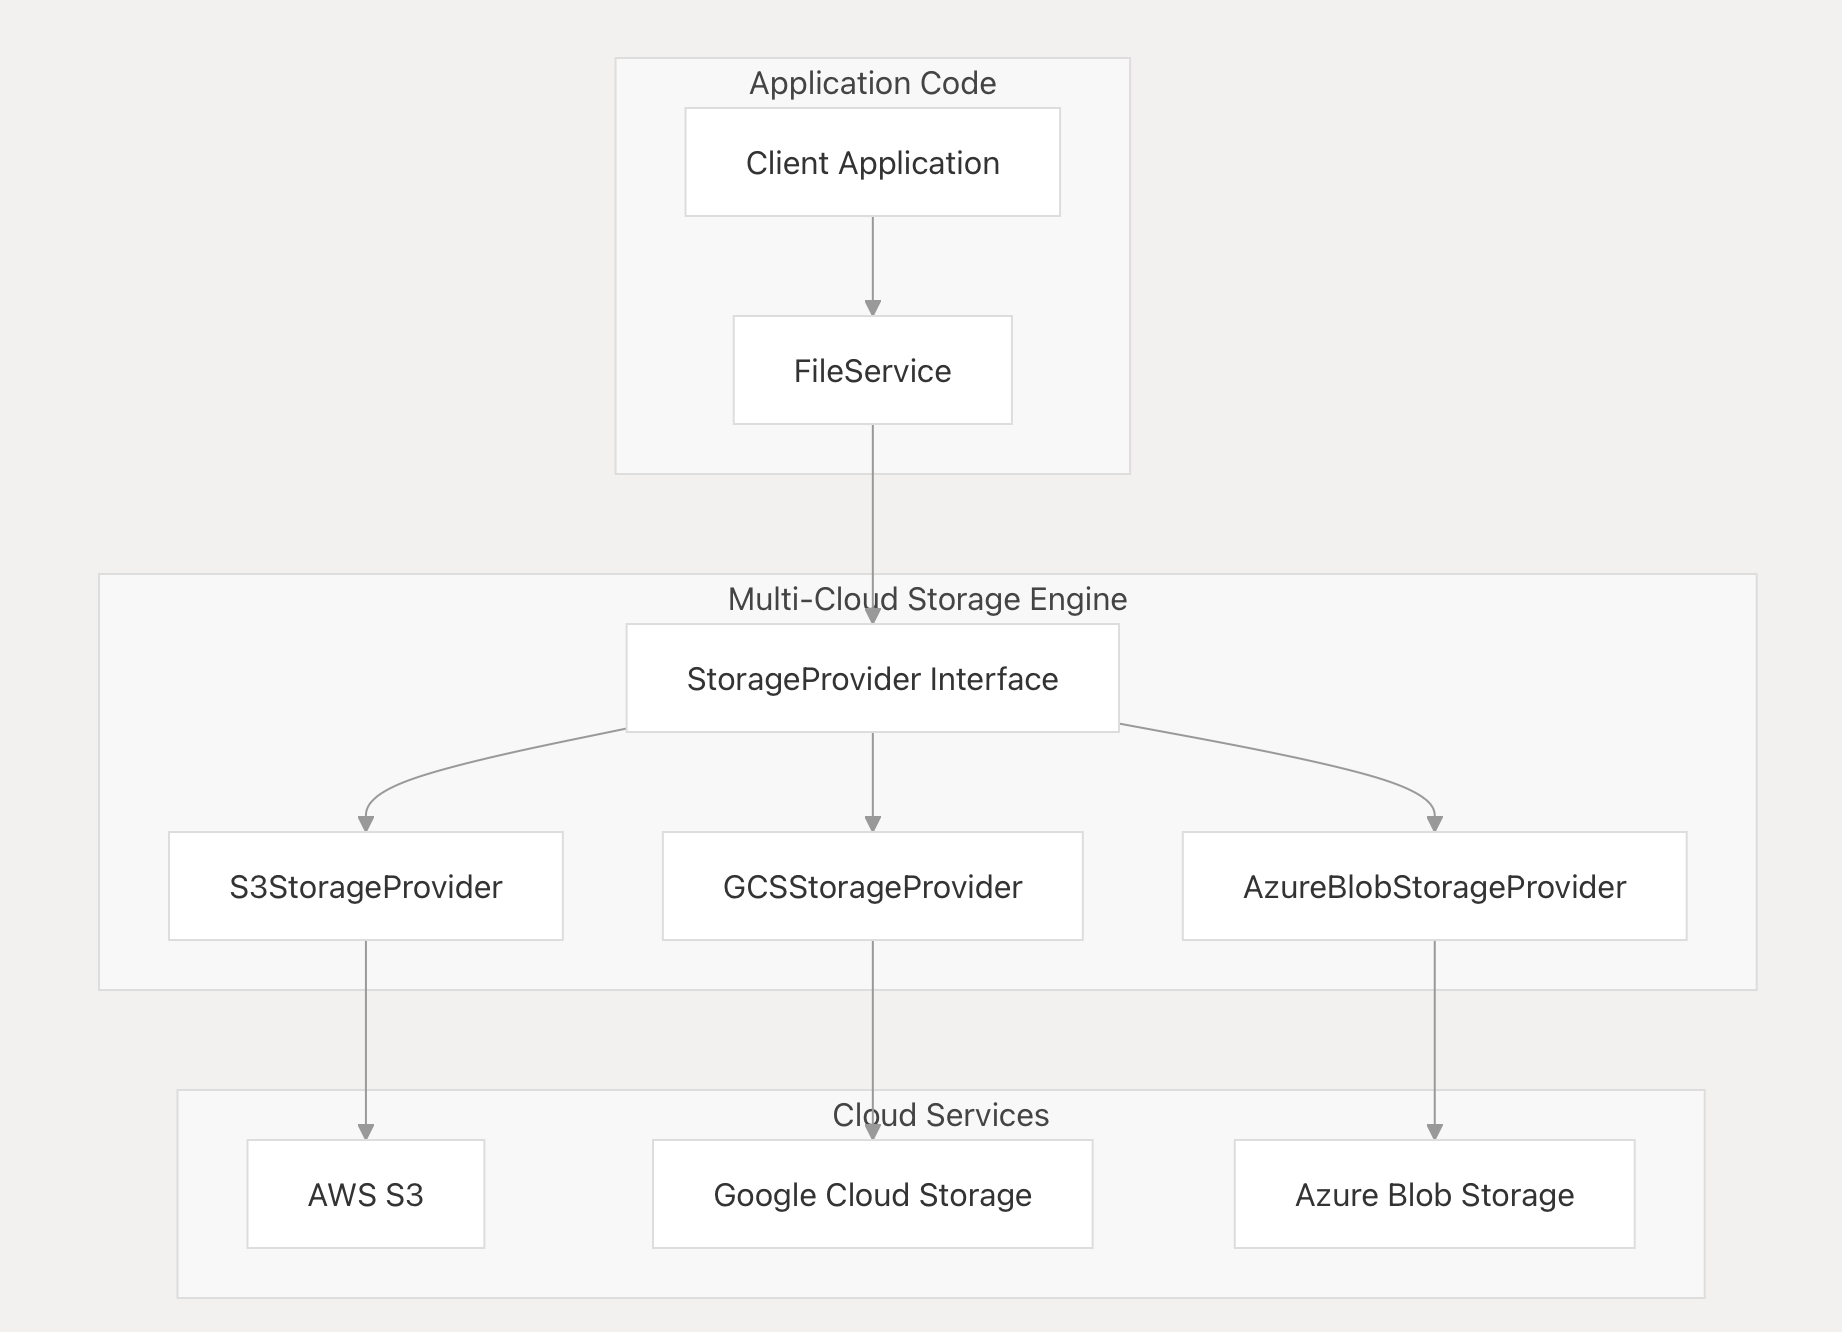 Application Code
Client Application
FileService
Multi-Cloud Storage Engine
StorageProvider Interface
S3StorageProvider
GCSStorageProvider
AzureBlobStorageProvider
Cloud Services
AWS S3
Google Cloud Storage
Azure Blob Storage